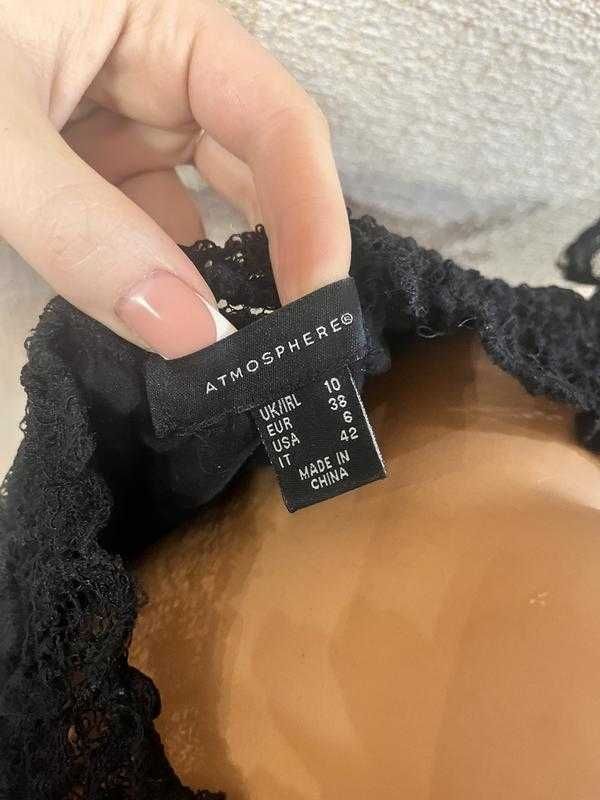 ATMOSPHERE®
UK/IRL 10
EUR 38
USA 6
IT 42
MADE IN
CHINA